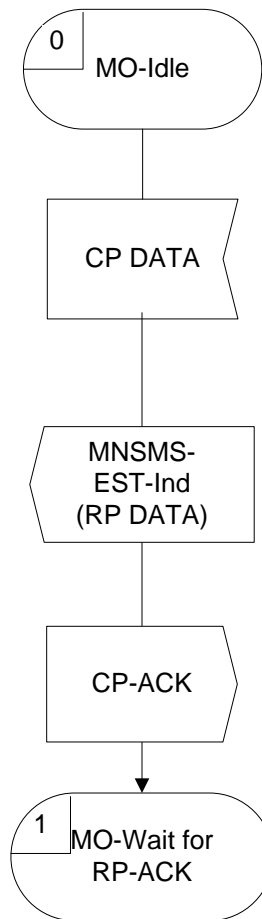 0
MO-Idle
CP DATA
MNSMS-
EST-Ind
(RP DATA)
CP-ACK
1
MO-Wait for
RP-ACK